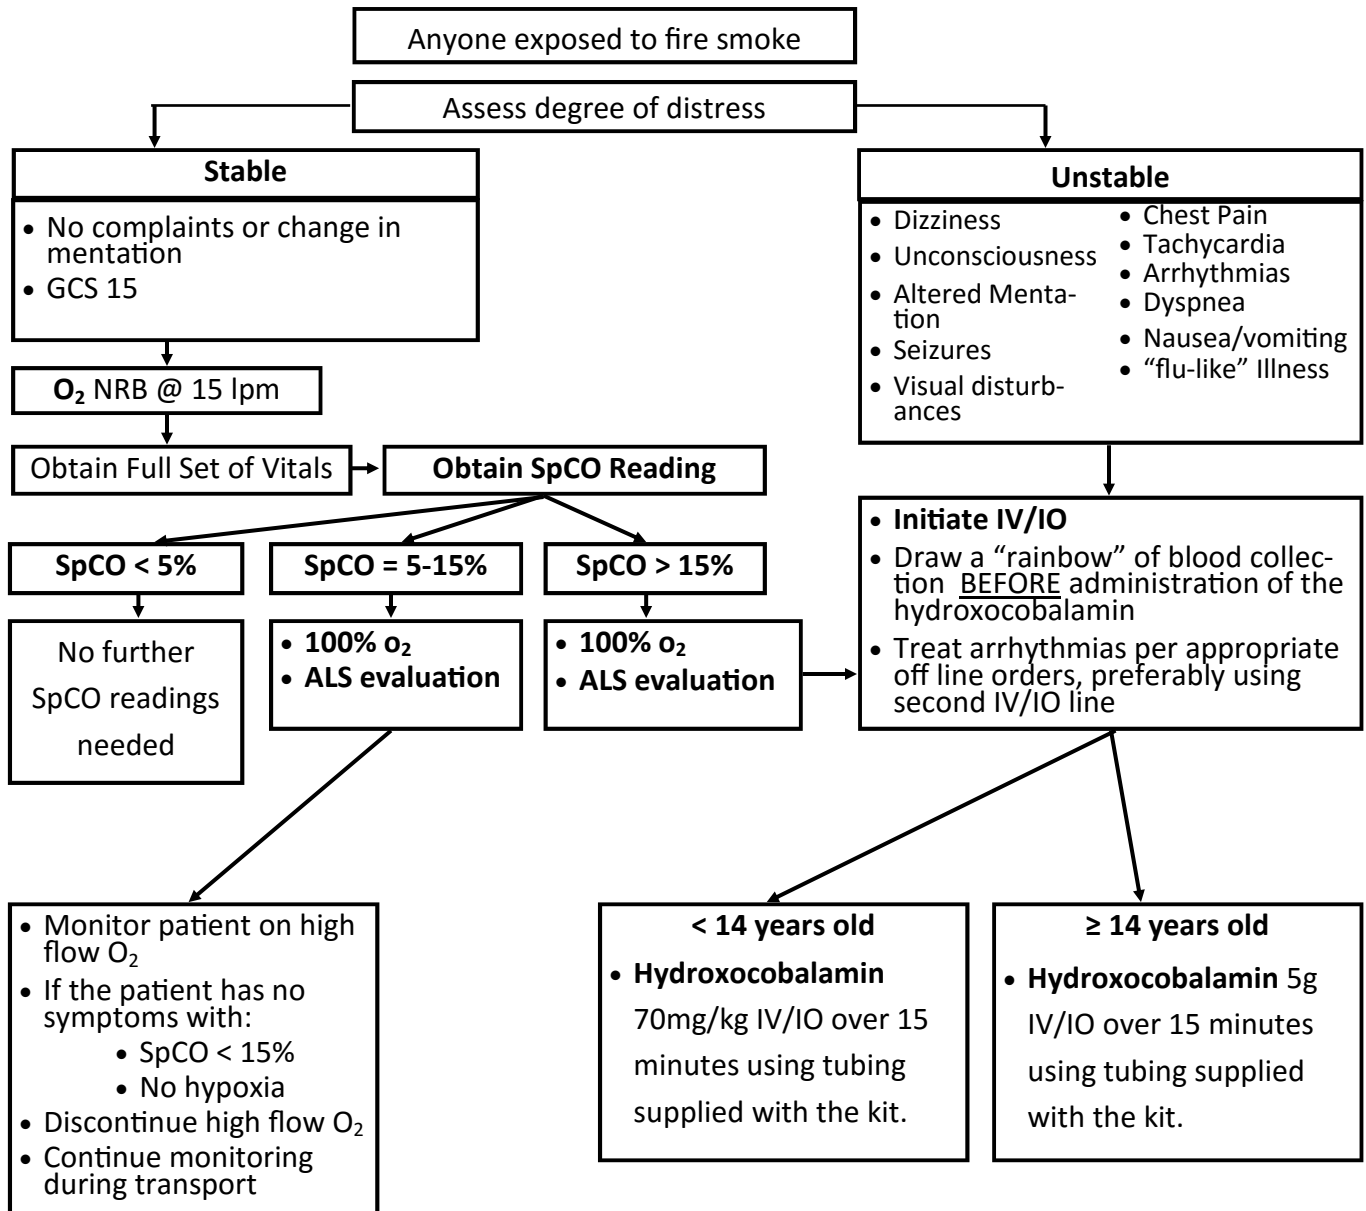 Anyone exposed to fire smoke
Assess degree of distress
Stable
• No complaints or change in
mentation
• GCS 15
O₂ NRB @ 15 lpm
Obtain Full Set of Vitals
Obtain SpCO Reading
Unstable
• Dizziness
• Unconsciousness
• Altered Menta-
tion
• Seizures
• Visual disturb-
ances
• Chest Pain
• Tachycardia
• Arrhythmias
• Dyspnea
• Nausea/vomiting
• “flu-like” Illness
SpCO < 5%
No further
SpCO readings
needed
SpCO = 5-15%
• 100% o₂
• ALS evaluation
SpCO > 15%
• 100% o₂
• ALS evaluation
• Initiate IV/IO
• Draw a “rainbow” of blood collec-
tion BEFORE administration of the
hydroxocobalamin
• Treat arrhythmias per appropriate
off line orders, preferably using
second IV/IO line
• Monitor patient on high
flow O₂
• If the patient has no
symptoms with:
• SpCO < 15%
• No hypoxia
• Discontinue high flow O₂
• Continue monitoring
during transport
< 14 years old
• Hydroxocobalamin
70mg/kg IV/IO over 15
minutes using tubing
supplied with the kit.
≥ 14 years old
• Hydroxocobalamin 5g
IV/IO over 15 minutes
using tubing supplied
with the kit.